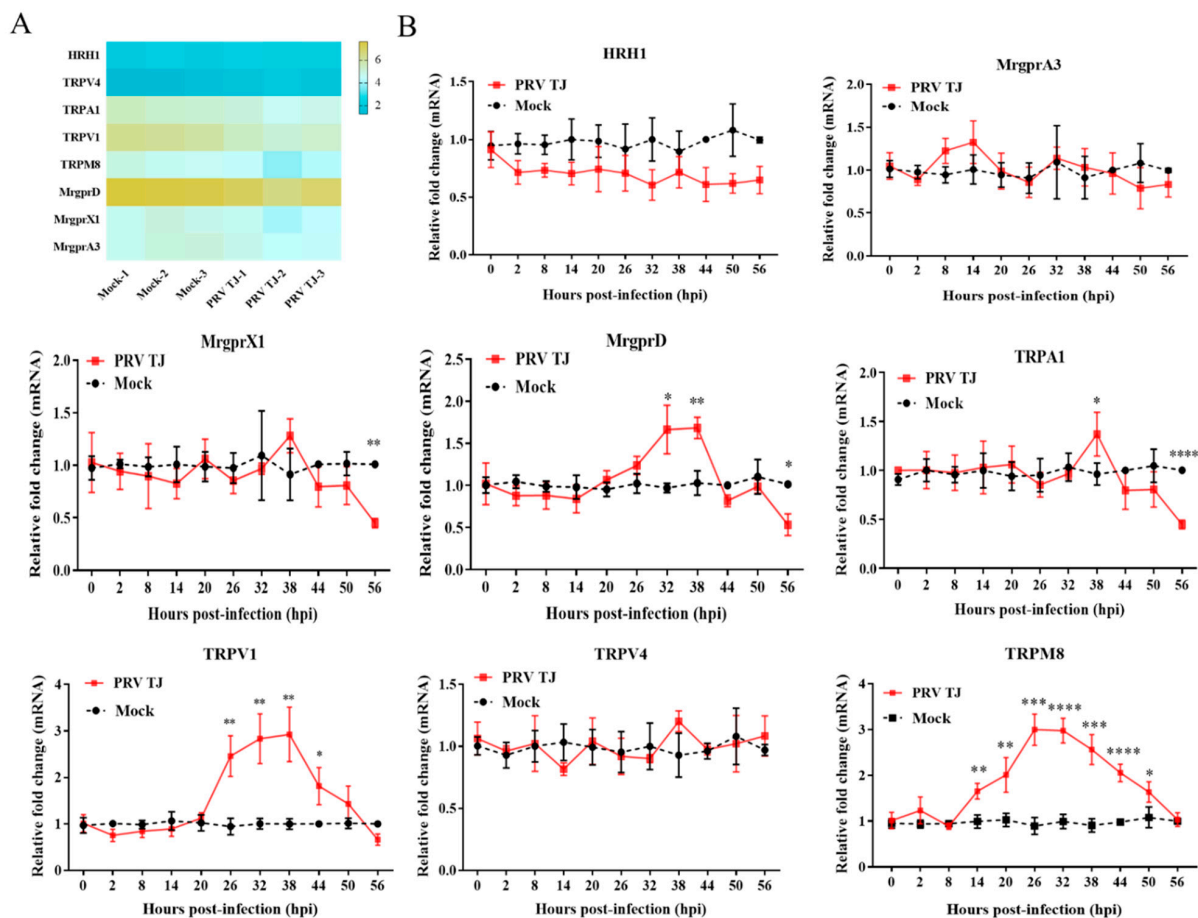 A
HRH1
TRPV4
TRPA1
TRPV1
TRPM8
MrgprD
MrgprX1
MrgprA3
Mock-1
Mock-2
Mock-3
PRV TJ-1
PRV TJ-2
PRV TJ-3
6
4
2
B
HRH1
Relative fold change (mRNA)
1.5
1.0
0.5
0.0
PRV TJ
Mock
0 2 8 14 20 26 32 38 44 50 56
Hours post-infection (hpi)
MrgprA3
Relative fold change (mRNA)
2.0
1.5
1.0
0.5
0.0
PRV TJ
Mock
0 2 8 14 20 26 32 38 44 50 56
Hours post-infection (hpi)
MrgprX1
Relative fold change (mRNA)
2.0
1.5
1.0
0.5
0.0
PRV TJ
Mock
**
0 2 8 14 20 26 32 38 44 50 56
Hours post-infection (hpi)
MrgprD
Relative fold change (mRNA)
2.5
2.0
1.5
1.0
0.5
0.0
PRV TJ
Mock
* ** *
0 2 8 14 20 26 32 38 44 50 56
Hours post-infection (hpi)
TRPA1
Relative fold change (mRNA)
2.0
1.5
1.0
0.5
0.0
PRV TJ
Mock
* ****
0 2 8 14 20 26 32 38 44 50 56
Hours post-infection (hpi)
TRPV1
Relative fold change (mRNA)
4
3
2
1
0
PRV TJ
Mock
** ** ** *
0 2 8 14 20 26 32 38 44 50 56
Hours post-infection (hpi)
TRPV4
Relative fold change (mRNA)
1.5
1.0
0.5
0.0
PRV TJ
Mock
0 2 8 14 20 26 32 38 44 50 56
Hours post-infection (hpi)
TRPM8
Relative fold change (mRNA)
4
3
2
1
0
PRV TJ
Mock
** ** *** **** *** **** *
0 2 8 14 20 26 32 38 44 50 56
Hours post-infection (hpi)